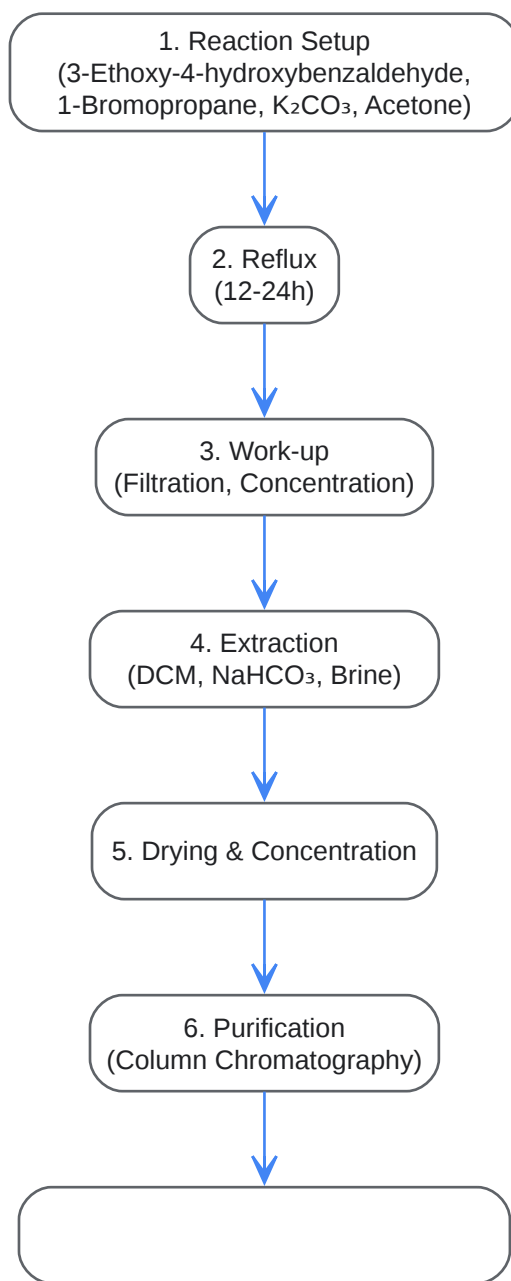 1. Reaction Setup
(3-Ethoxy-4-hydroxybenzaldehyde,
1-Bromopropane, K₂CO₃, Acetone)
2. Reflux
(12-24h)
3. Work-up
(Filtration, Concentration)
4. Extraction
(DCM, NaHCO₃, Brine)
5. Drying & Concentration
6. Purification
(Column Chromatography)